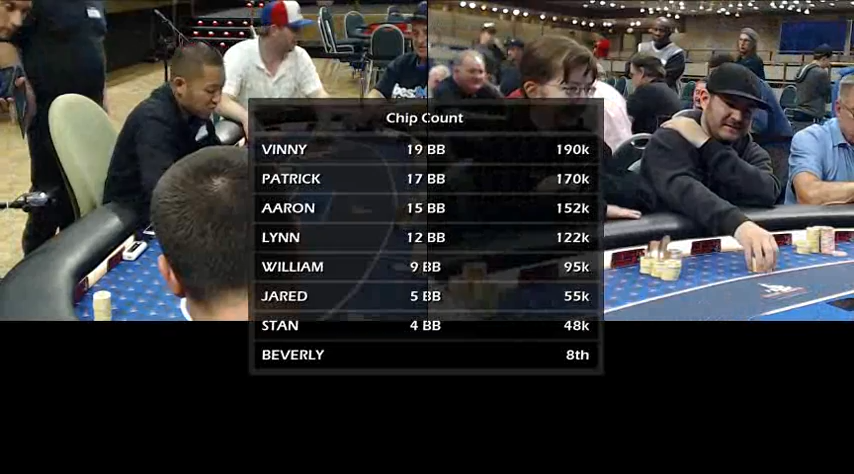 Chip Count
VINNY 19 BB 190k
PATRICK 17 BB 170k
AARON 15 BB 152k
LYNN 12 BB 122k
WILLIAM 9 BB 95k
JARED 5 BB 55k
STAN 4 BB 48k
BEVERLY 8th